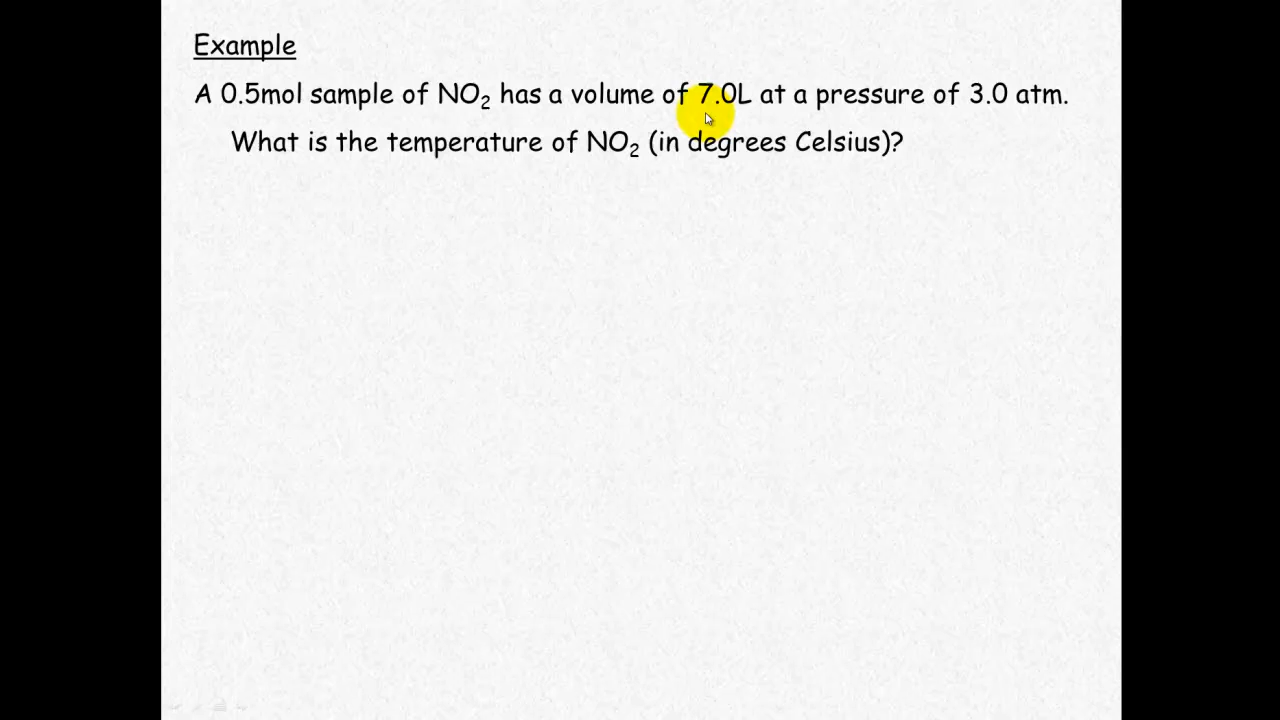 Example
A 0.5mol sample of NO₂ has a volume of 7.0L at a pressure of 3.0 atm.
What is the temperature of NO₂ (in degrees Celsius)?